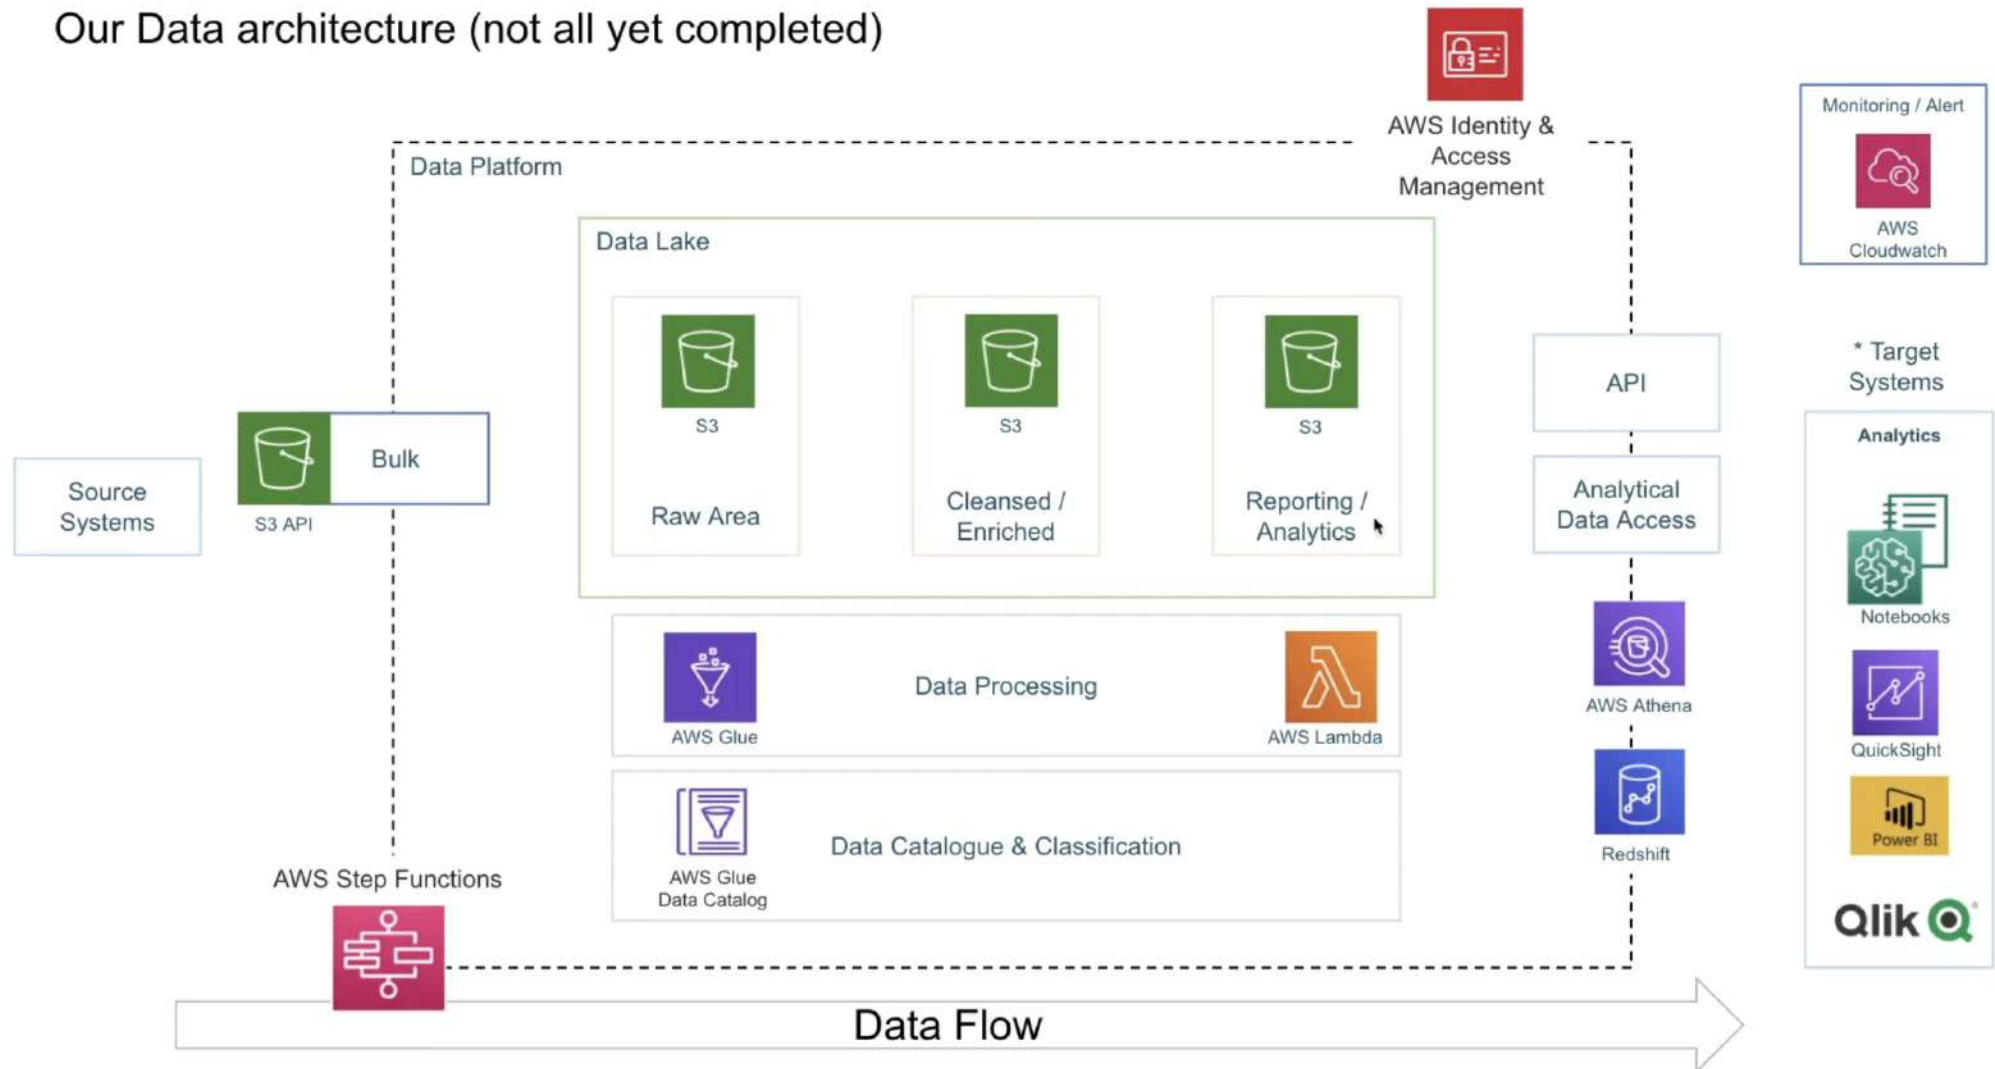 Our Data architecture (not all yet completed)
AWS Identity &
Access
Management
Monitoring / Alert
AWS
Cloudwatch
Data Platform
Data Lake
S3
Raw Area
S3
Cleansed /
Enriched
S3
Reporting /
Analytics
Source
Systems
S3 API
Bulk
API
Analytical
Data Access
* Target
Systems
Analytics
Notebooks
QuickSight
Power BI
Qlik
AWS Glue
Data Processing
AWS Lambda
AWS Athena
Redshift
AWS Glue
Data Catalog
Data Catalogue & Classification
AWS Step Functions
Data Flow